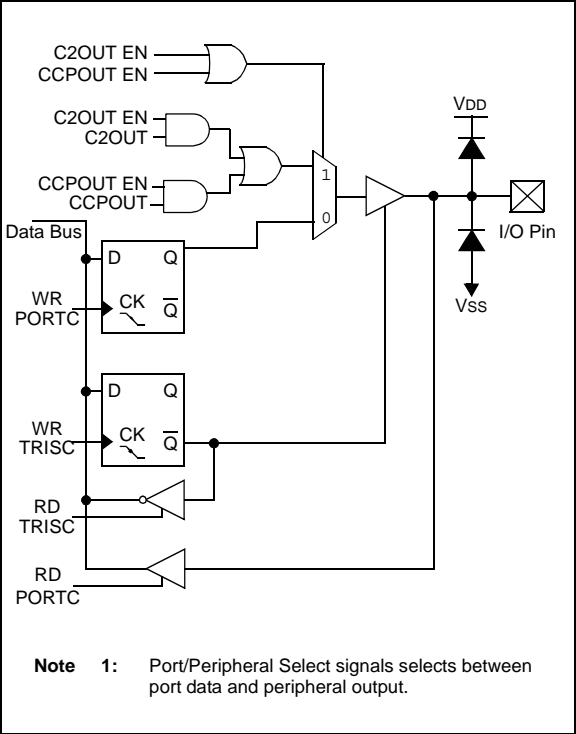 C2OUT EN
CCPOUT EN
C2OUT EN
C2OUT
CCPOUT EN
CCPOUT
1
0
VDD
I/O Pin
VSS
Data Bus
D Q
WR
PORTC
CK Q
D Q
WR
TRISC
CK Q
RD
TRISC
RD
PORTC
Note 1: Port/Peripheral Select signals selects between
port data and peripheral output.